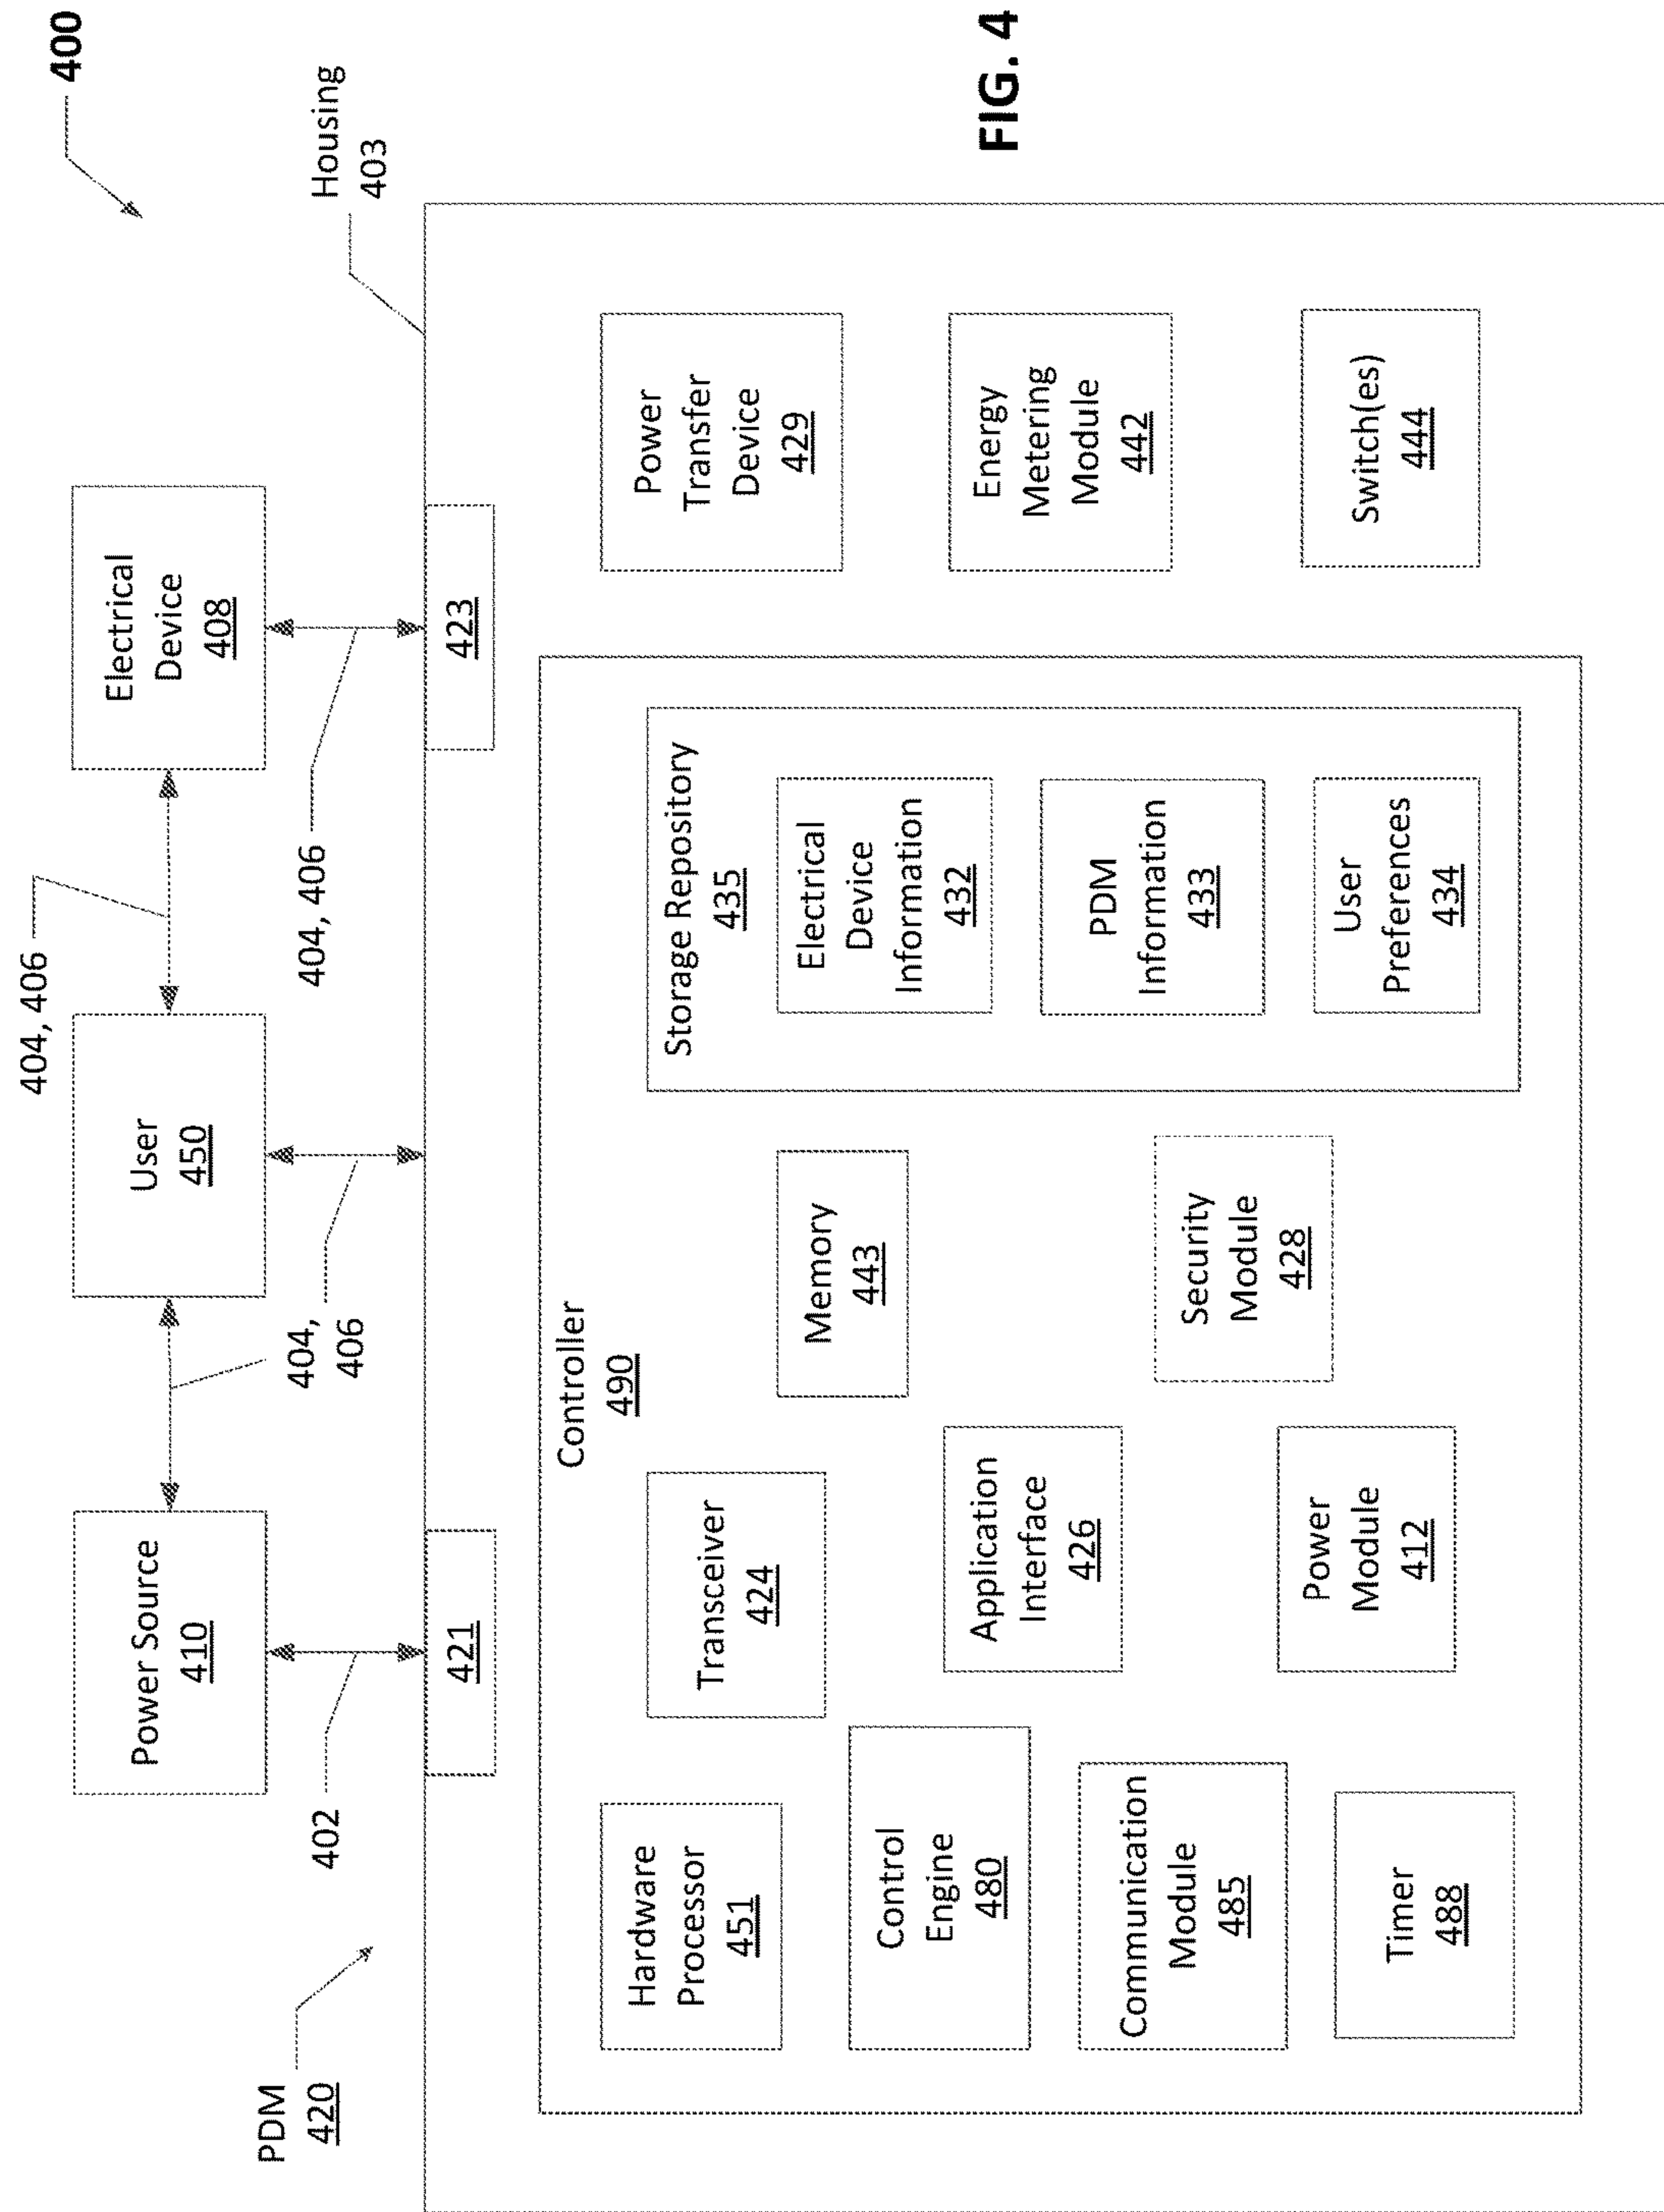 400
404, 406
Power Source
410
User
450
Electrical
Device
408
404,
406
404, 406
402
Housing
403
PDM
420
421
423
Controller
490
Hardware
Processor
451
Control
Engine
480
Communication
Module
485
Timer
488
Transceiver
424
Application
Interface
426
Power
Module
412
Memory
443
Security
Module
428
Storage Repository
435
Electrical
Device
Information
432
PDM
Information
433
User
Preferences
434
Power
Transfer
Device
429
Energy
Metering
Module
442
Switch(es)
444
FIG. 4